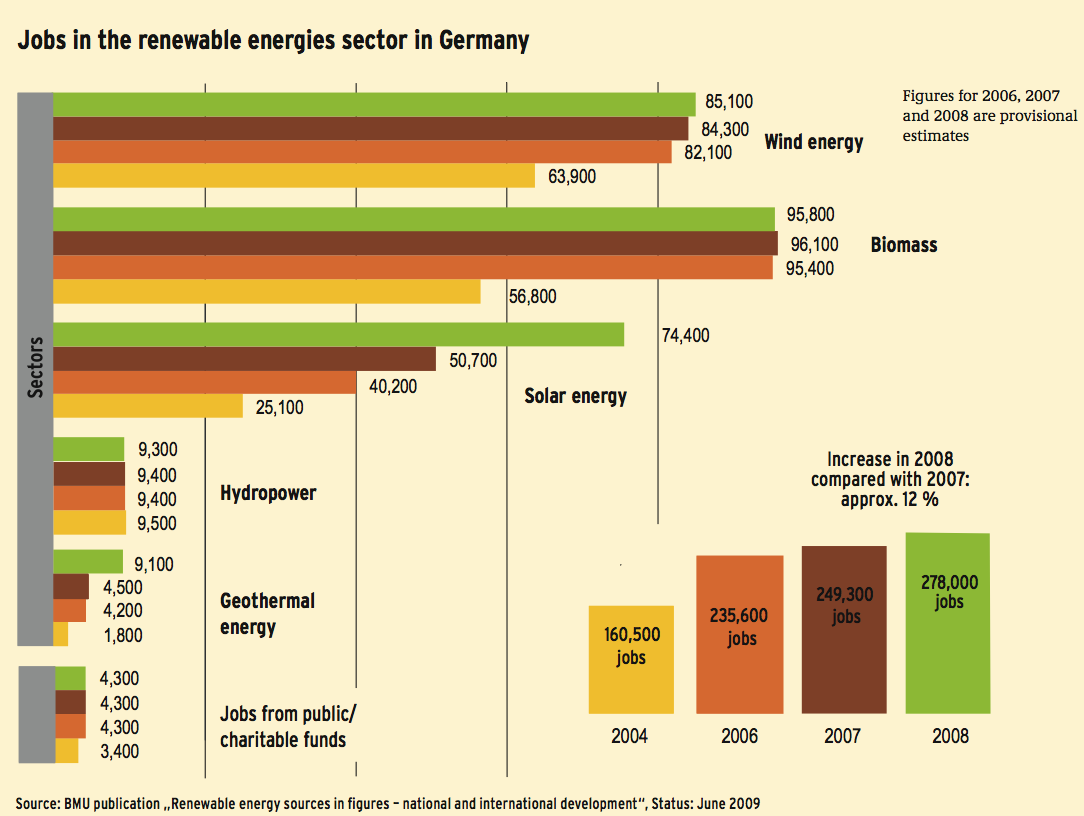 Jobs in the renewable energies sector in Germany
Figures for 2006, 2007
and 2008 are provisional
estimates
Sectors
85,100
84,300
82,100
63,900
Wind energy
95,800
96,100
95,400
56,800
Biomass
74,400
50,700
40,200
25,100
Solar energy
9,300
9,400
9,400
9,500
Hydropower
9,100
4,500
4,200
1,800
Geothermal
energy
4,300
4,300
4,300
3,400
Jobs from public/
charitable funds
Increase in 2008
compared with 2007:
approx. 12 %
160,500
jobs
235,600
jobs
249,300
jobs
278,000
jobs
2004
2006
2007
2008
Source: BMU publication „Renewable energy sources in figures – national and international development“, Status: June 2009